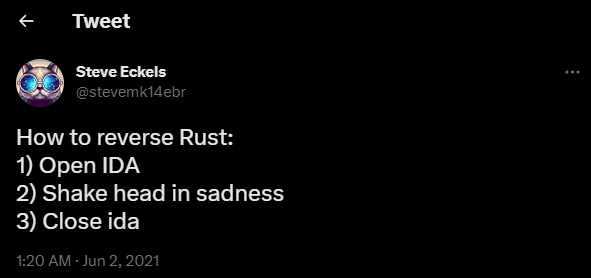 Tweet
Steve Eckels
@stevemk14ebr
How to reverse Rust:
1) Open IDA
2) Shake head in sadness
3) Close ida
1:20 AM · Jun 2, 2021